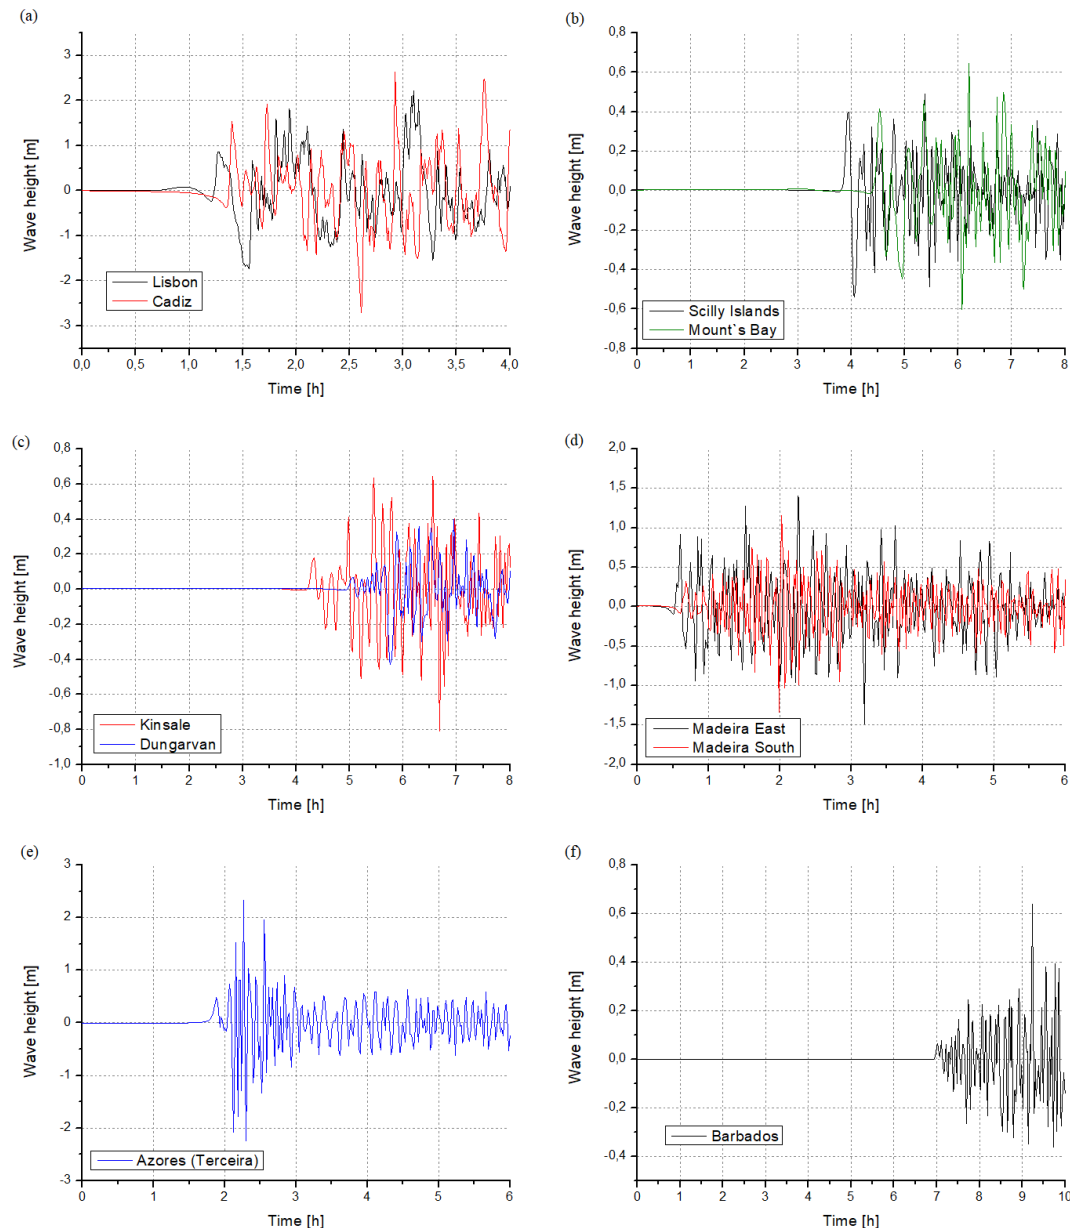 (a)
Wave height [m]
3
2
1
0
-1
-2
-3
Lisbon
Cadiz
0,0 0,5 1,0 1,5 2,0 2,5 3,0 3,5 4,0
Time [h]
(b)
Wave height [m]
0,8
0,6
0,4
0,2
0,0
-0,2
-0,4
-0,6
-0,8
Scilly Islands
Mount`s Bay
0 1 2 3 4 5 6 7 8
Time [h]
(c)
Wave height [m]
0,8
0,6
0,4
0,2
0,0
-0,2
-0,4
-0,6
-0,8
-1,0
Kinsale
Dungarvan
0 1 2 3 4 5 6 7 8
Time [h]
(d)
Wave height [m]
2,0
1,5
1,0
0,5
0,0
-0,5
-1,0
-1,5
-2,0
Madeira East
Madeira South
0 1 2 3 4 5 6
Time [h]
(e)
Wave height [m]
3
2
1
0
-1
-2
-3
Azores (Terceira)
0 1 2 3 4 5 6
Time [h]
(f)
Wave height [m]
0,8
0,6
0,4
0,2
0,0
-0,2
-0,4
Barbados
0 1 2 3 4 5 6 7 8 9 10
Time [h]